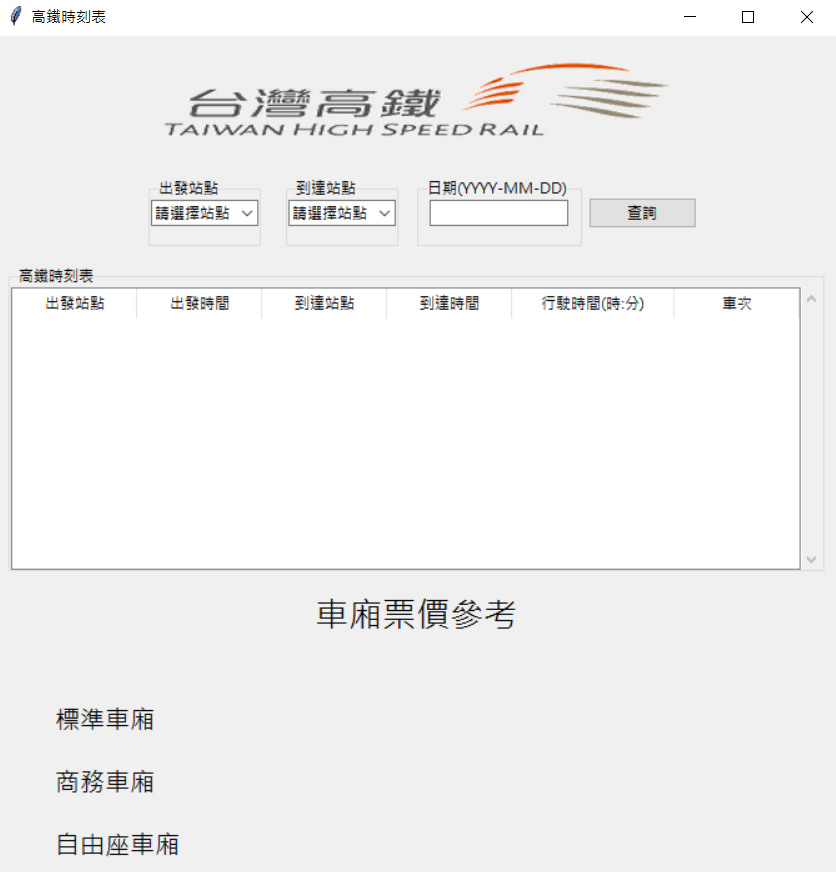 高鐵時刻表
台灣高鐵
TAIWAN HIGH SPEED RAIL
出發站點 到達站點 日期(YYYY-MM-DD)
請選擇站點 請選擇站點 查詢
高鐵時刻表
出發站點 出發時間 到達站點 到達時間 行駛時間(時:分) 車次
車廂票價參考
標準車廂
商務車廂
自由座車廂